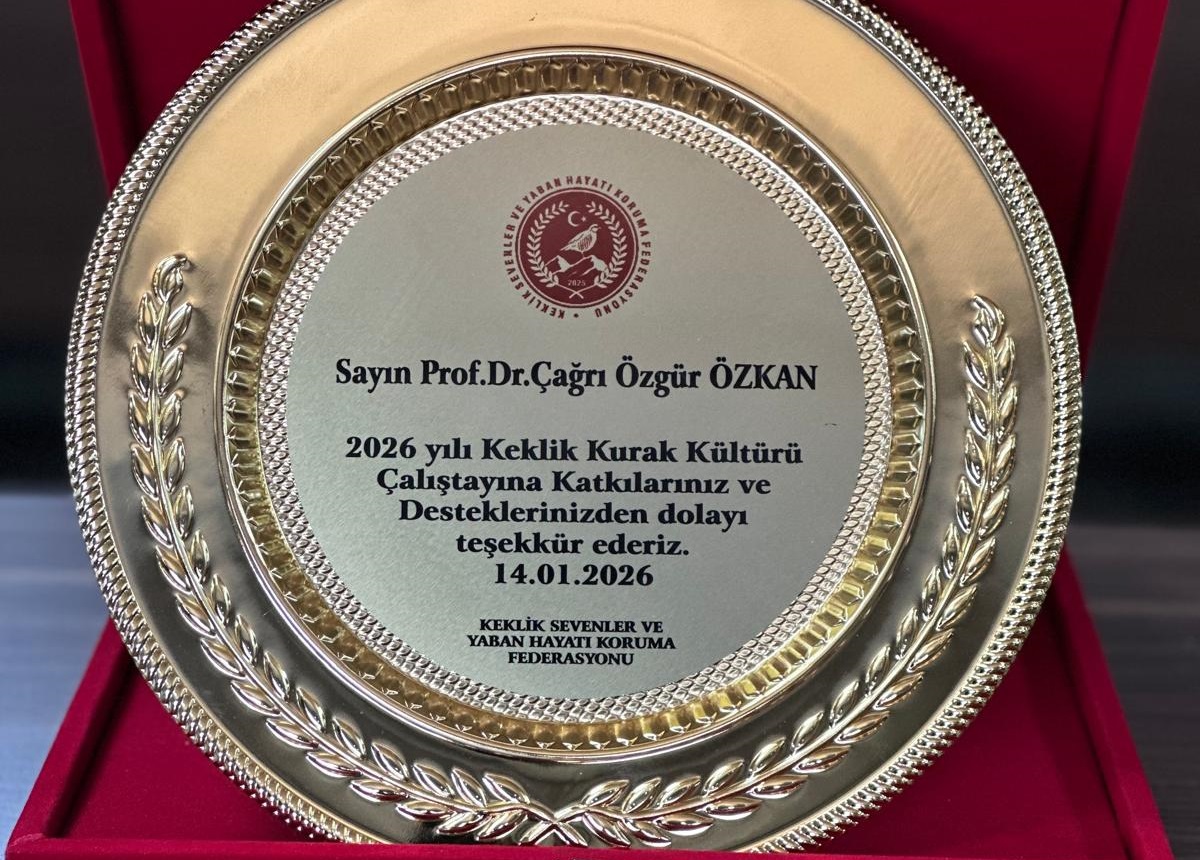 KEKLİK SEVENLER VE YABAN HAYATI KORUMA FEDERASYONU
2025
Sayın Prof.Dr.Çağrı Özgür ÖZKAN
2026 yılı Keklik Kurak Kültürü
Çalıştayına Katkılarınız ve
Desteklerinizden dolayı
teşekkür ederiz.
14.01.2026
KEKLİK SEVENLER VE
YABAN HAYATI KORUMA
FEDERASYONU